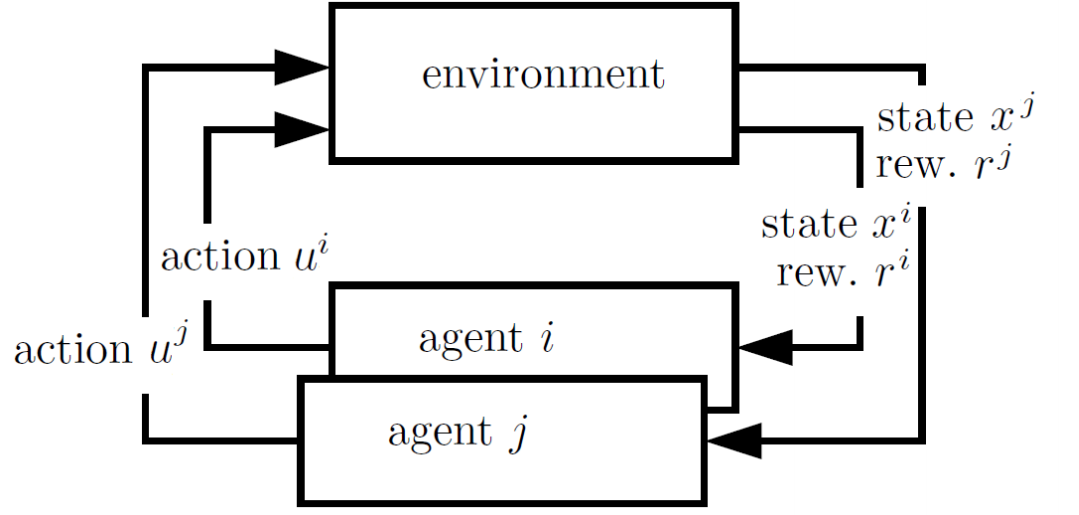 environment
state x^j
rew. r^j
state x^i
rew. r^i
action u^i
agent i
action u^j
agent j